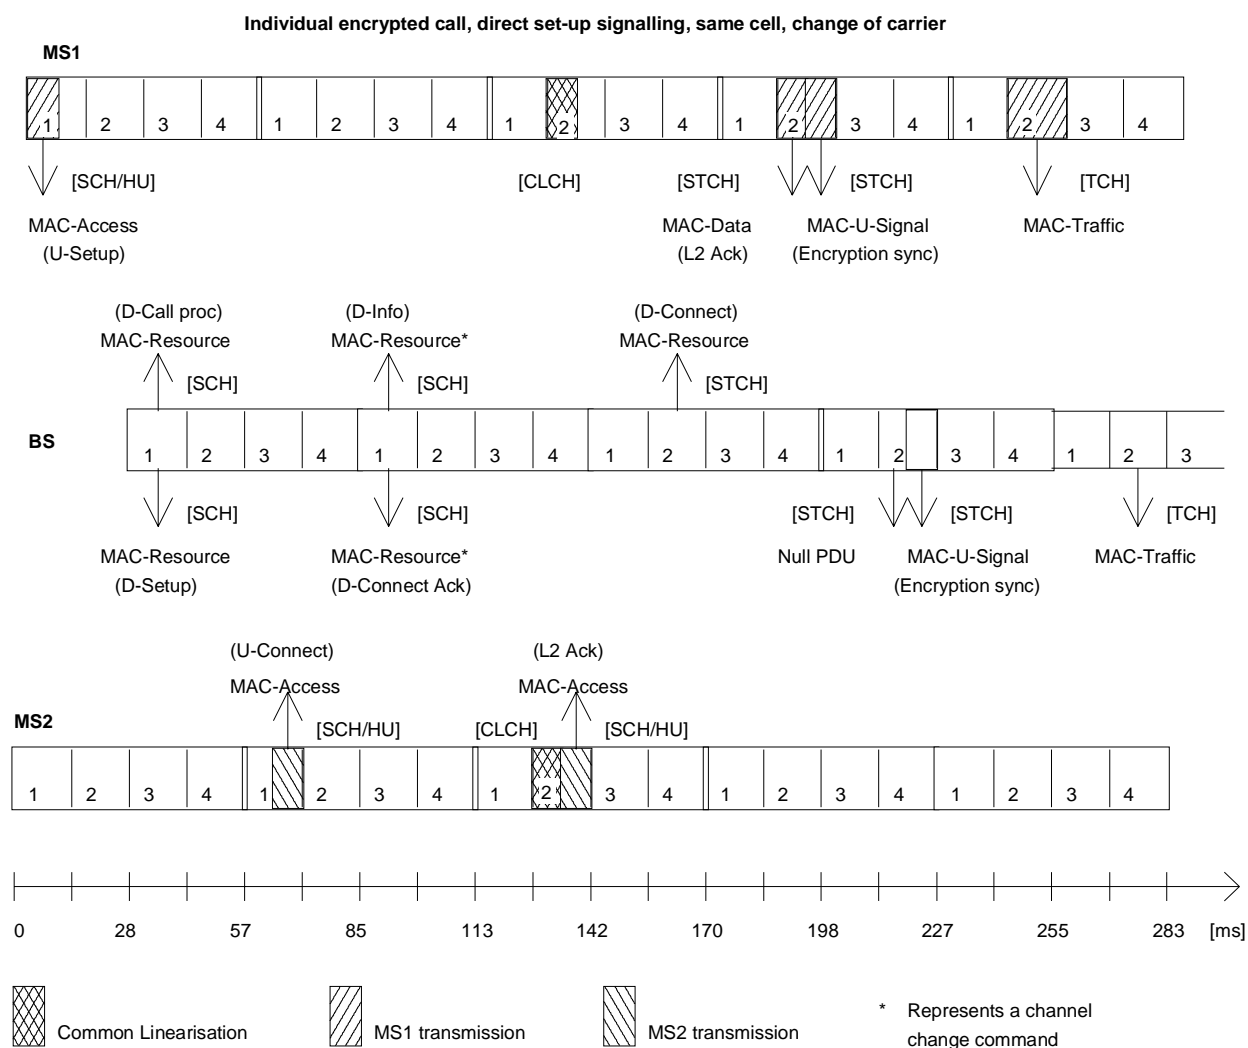 Individual encrypted call, direct set-up signalling, same cell, change of carrier
MS1
1 2 3 4 1 2 3 4 1 2 3 4 1 2 3 4 1 2 3 4
[SCH/HU] [CLCH] [STCH] [STCH] [TCH]
MAC-Access MAC-Data MAC-U-Signal MAC-Traffic
(U-Setup) (L2 Ack) (Encryption sync)
(D-Call proc) (D-Info) (D-Connect)
MAC-Resource MAC-Resource* MAC-Resource
[SCH] [SCH] [STCH]
BS
1 2 3 4 1 2 3 4 1 2 3 4 1 2 3 4 1 2 3
[SCH] [SCH] [STCH] [STCH] [TCH]
MAC-Resource MAC-Resource* Null PDU MAC-U-Signal MAC-Traffic
(D-Setup) (D-Connect Ack) (Encryption sync)
(U-Connect) (L2 Ack)
MAC-Access MAC-Access
MS2 [SCH/HU] [CLCH] [SCH/HU]
1 2 3 4 1 2 3 4 1 2 3 4 1 2 3 4 1 2 3 4
0 28 57 85 113 142 170 198 227 255 283 [ms]
Common Linearisation MS1 transmission MS2 transmission * Represents a channel
change command